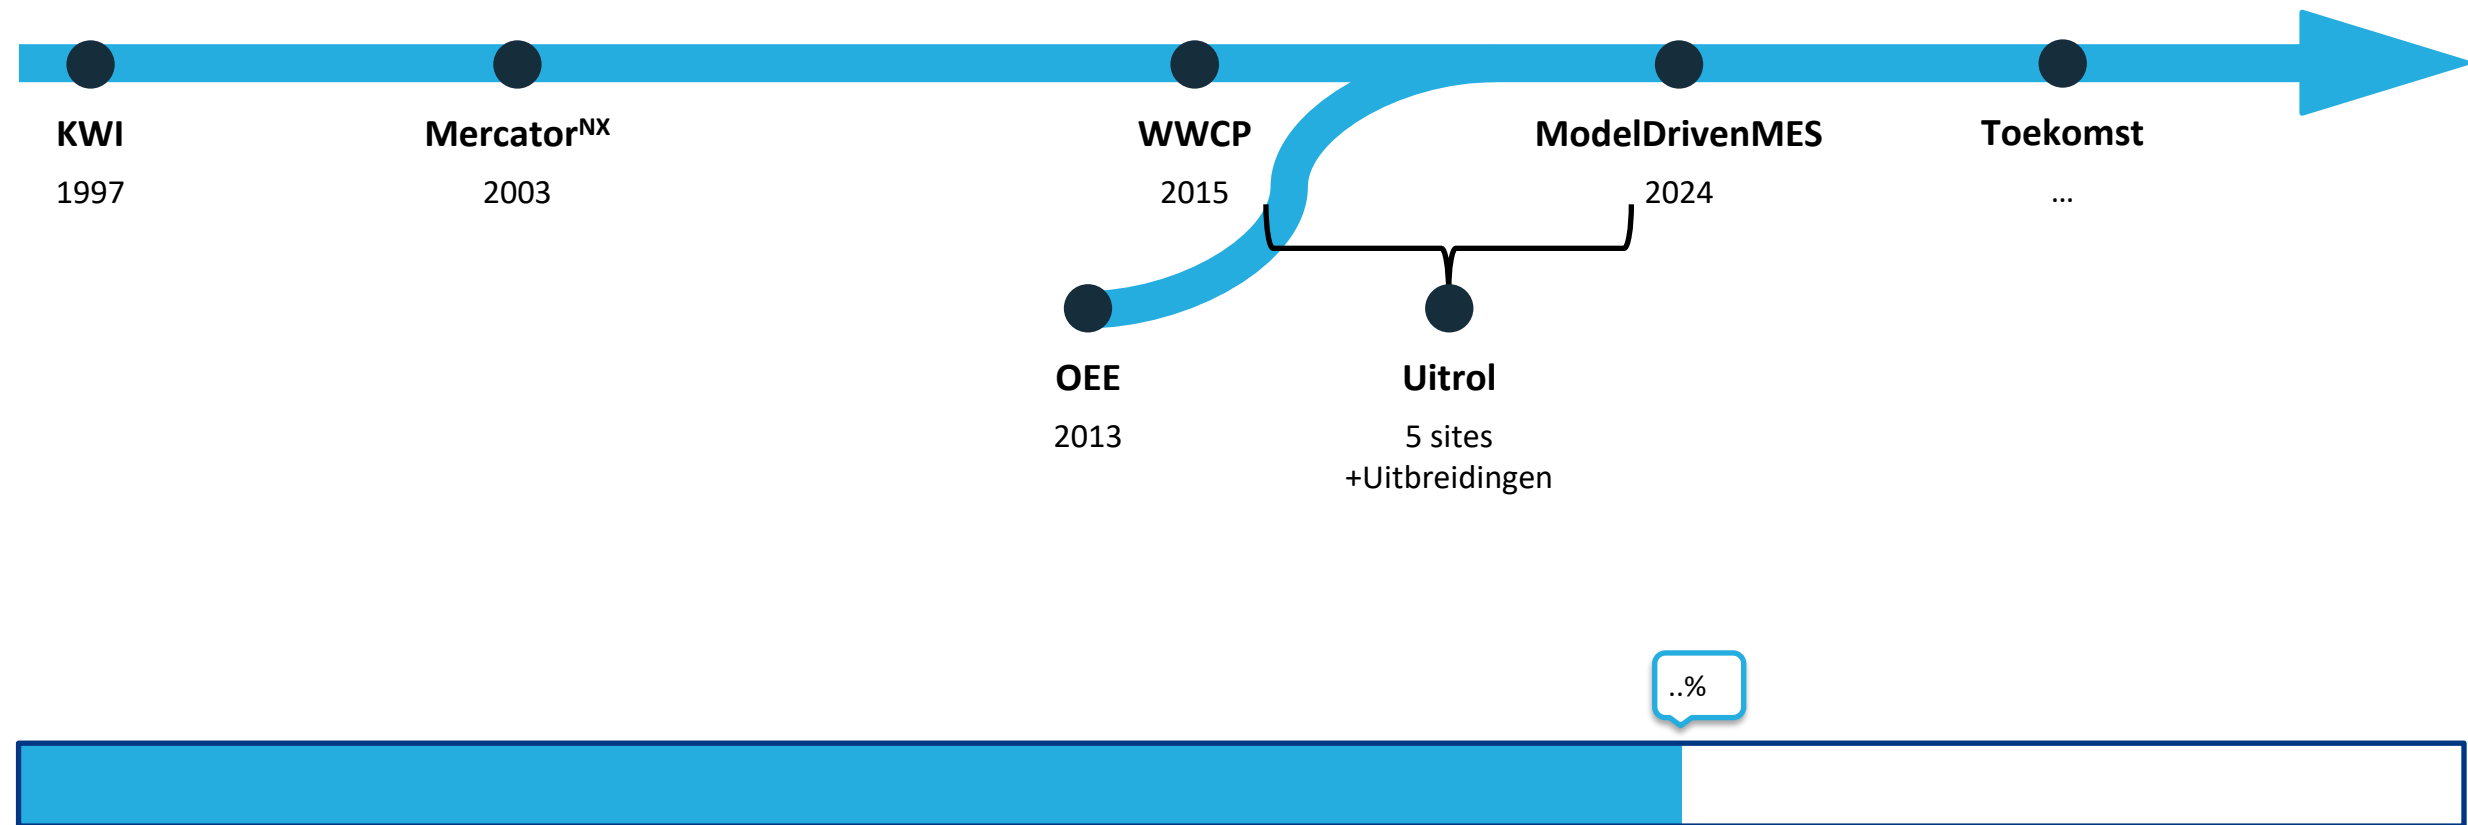 KWI
1997
Mercator^NX
2003
WWCP
2015
ModelDrivenMES
2024
Toekomst
...
OEE
2013
Uitrol
5 sites
+Uitbreidingen
..%